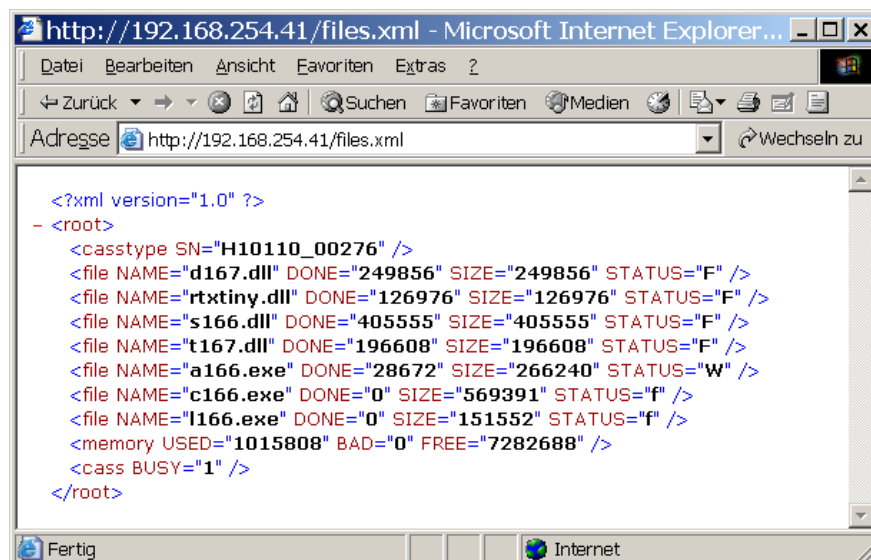 http://192.168.254.41/files.xml - Microsoft Internet Explorer...
Datei Bearbeiten Ansicht Favoriten Extras ?
Zurück Suchen Favoriten Medien
Adresse http://192.168.254.41/files.xml Wechseln zu
<?xml version="1.0" ?>
- <root>
<casstype SN="H10110_00276" />
<file NAME="d167.dll" DONE="249856" SIZE="249856" STATUS="F" />
<file NAME="rtxtiny.dll" DONE="126976" SIZE="126976" STATUS="F" />
<file NAME="s166.dll" DONE="405555" SIZE="405555" STATUS="F" />
<file NAME="t167.dll" DONE="196608" SIZE="196608" STATUS="F" />
<file NAME="a166.exe" DONE="28672" SIZE="266240" STATUS="W" />
<file NAME="c166.exe" DONE="0" SIZE="569391" STATUS="f" />
<file NAME="l166.exe" DONE="0" SIZE="151552" STATUS="f" />
<memory USED="1015808" BAD="0" FREE="7282688" />
<cass BUSY="1" />
</root>
Fertig Internet